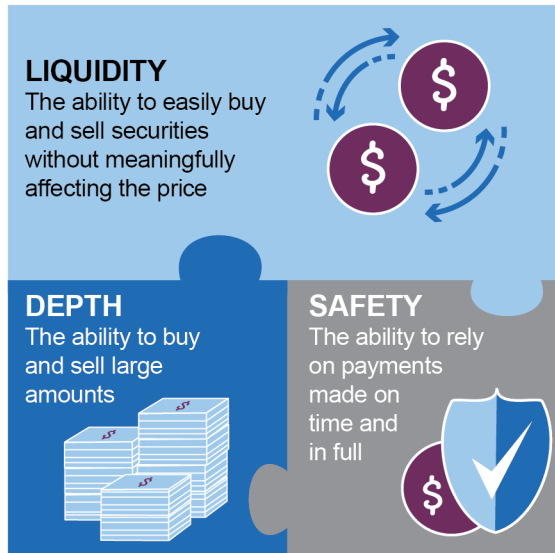 LIQUIDITY
The ability to easily buy
and sell securities
without meaningfully
affecting the price
$
$
DEPTH
The ability to buy
and sell large
amounts
$
$
SAFETY
The ability to rely
on payments
made on
time and
in full
$